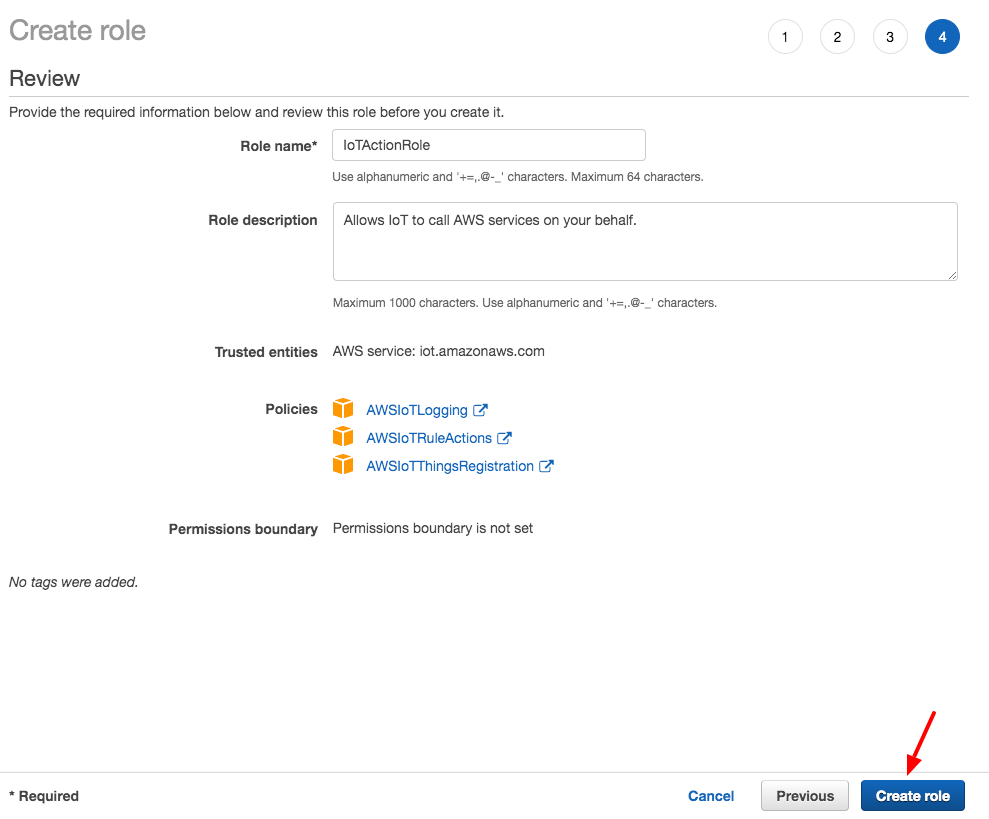 Create role
1 2 3 4
Review
Provide the required information below and review this role before you create it.
Role name* IoTActionRole
Use alphanumeric and '+=,.@-_' characters. Maximum 64 characters.
Role description Allows IoT to call AWS services on your behalf.
Maximum 1000 characters. Use alphanumeric and '+=,.@-_' characters.
Trusted entities AWS service: iot.amazonaws.com
Policies AWSIoTLogging
AWSIoTRuleActions
AWSIoTThingsRegistration
Permissions boundary Permissions boundary is not set
No tags were added.
* Required Cancel Previous Create role